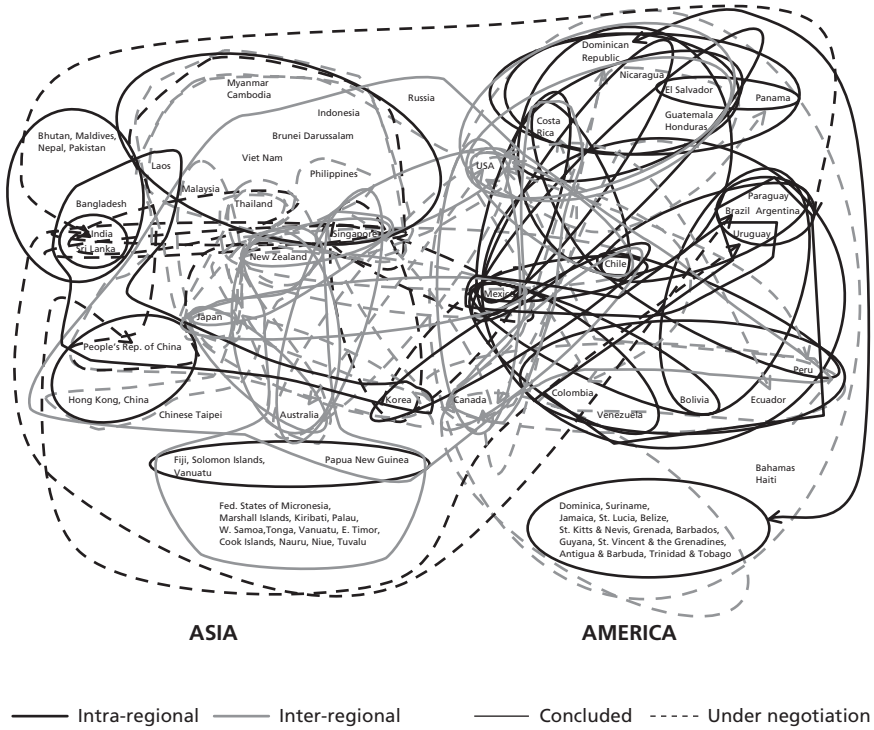 Myanmar
Cambodia
Indonesia
Russia
Brunei Darussalam
Viet Nam
Philippines
Bhutan, Maldives,
Nepal, Pakistan
Laos
Malaysia
Bangladesh
Thailand
India
Sri Lanka
Singapore
New Zealand
Japan
People's Rep. of China
Hong Kong, China
Chinese Taipei
Australia
Korea
Canada
Fiji, Solomon Islands,
Vanuatu
Papua New Guinea
Fed. States of Micronesia,
Marshall Islands, Kiribati, Palau,
W. Samoa,Tonga, Vanuatu, E. Timor,
Cook Islands, Nauru, Niue, Tuvalu
Dominican
Republic
Nicaragua
El Salvador
Panama
Guatemala
Honduras
Costa
Rica
USA
Paraguay
Brazil Argentina
Uruguay
Chile
Mexico
Peru
Colombia
Venezuela
Bolivia
Ecuador
Bahamas
Haiti
Dominica, Suriname,
Jamaica, St. Lucia, Belize,
St. Kitts & Nevis, Grenada, Barbados,
Guyana, St. Vincent & the Grenadines,
Antigua & Barbuda, Trinidad & Tobago
ASIA
AMERICA
Intra-regional
Inter-regional
Concluded
Under negotiation